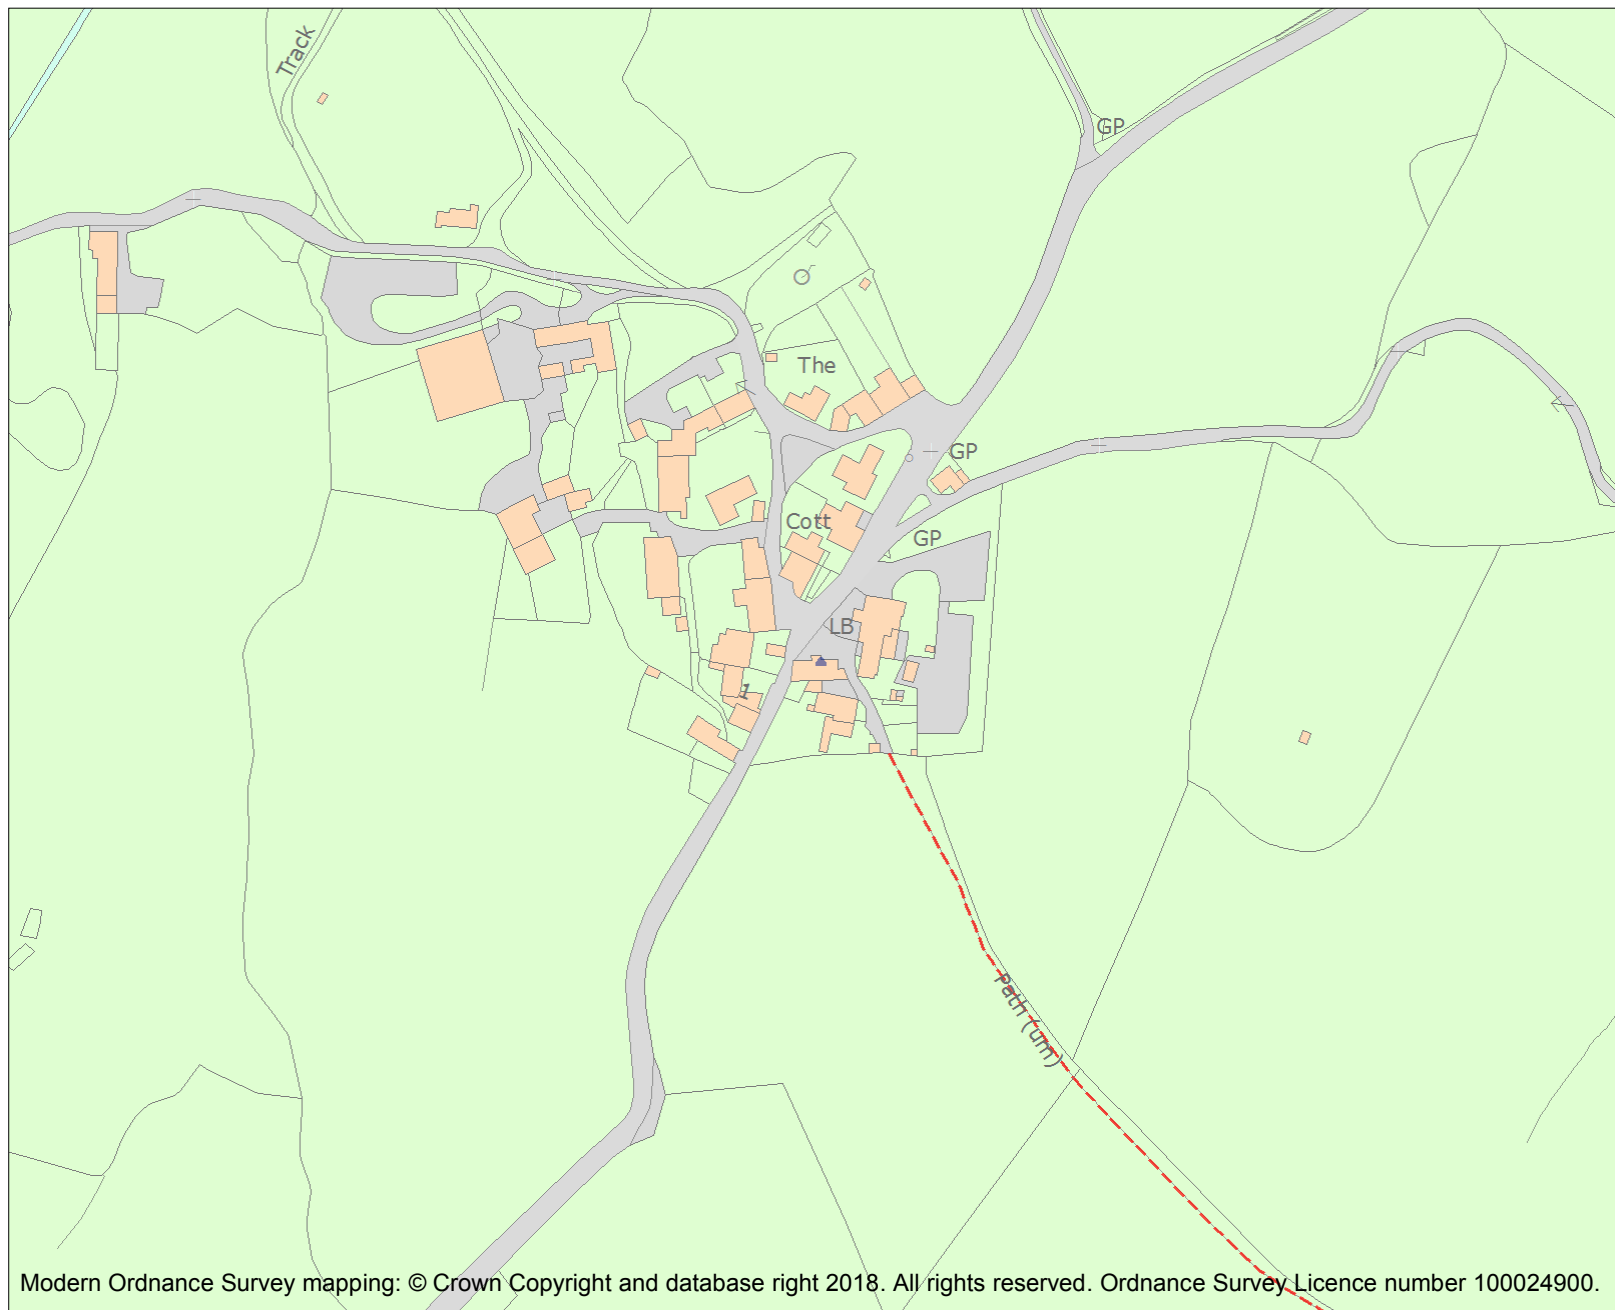 Track
GP
The
GP
Cott
GP
LB
1
Path (um)
Modern Ordnance Survey mapping: © Crown Copyright and database right 2018. All rights reserved. Ordnance Survey Licence number 100024900.